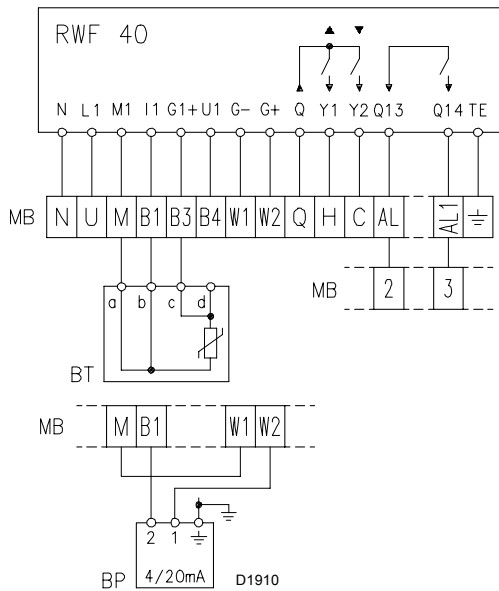 RWF 40
N L1 M1 I1 G1+ U1 G- G+ Q Y1 Y2 Q13 Q14 TE
MB N U M B1 B3 B4 W1 W2 Q H C AL AL1
MB 2 3
a b c d
BT
MB M B1 W1 W2
2 1
BP 4/20mA D1910